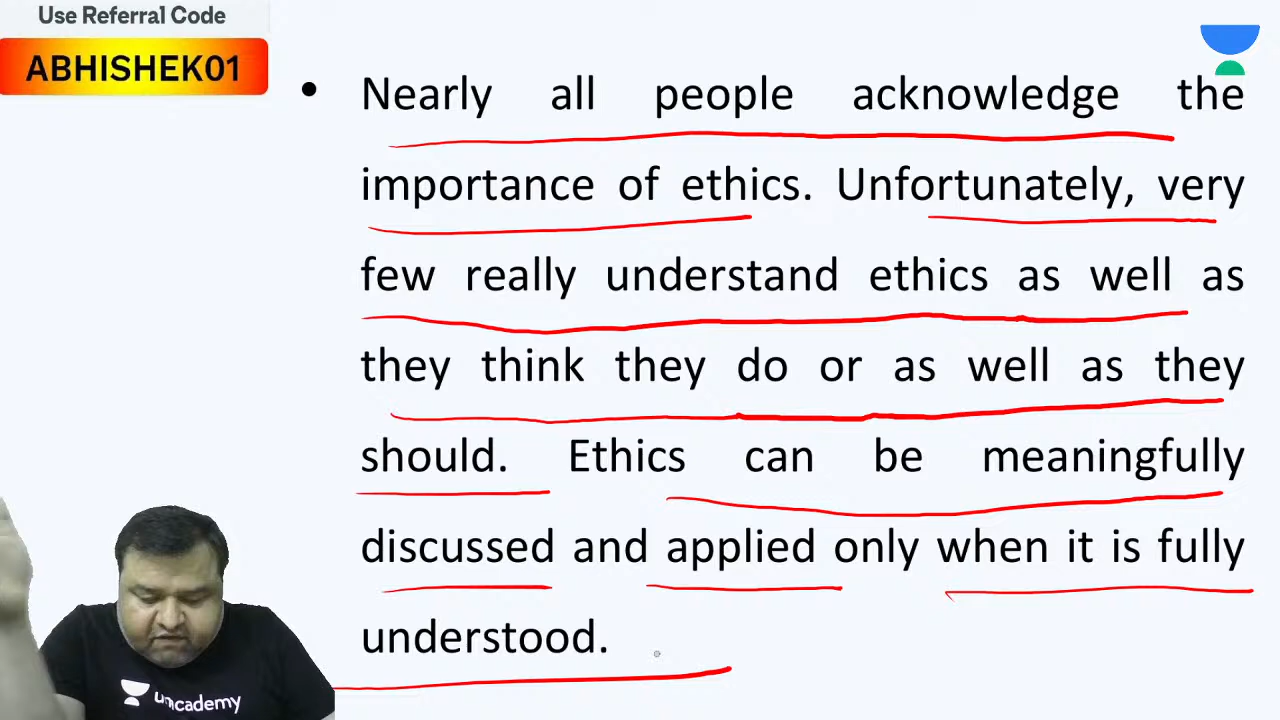 Use Referral Code
ABHISHEK01
• Nearly all people acknowledge the
importance of ethics. Unfortunately, very
few really understand ethics as well as
they think they do or as well as they
should. Ethics can be meaningfully
discussed and applied only when it is fully
understood.
unacademy